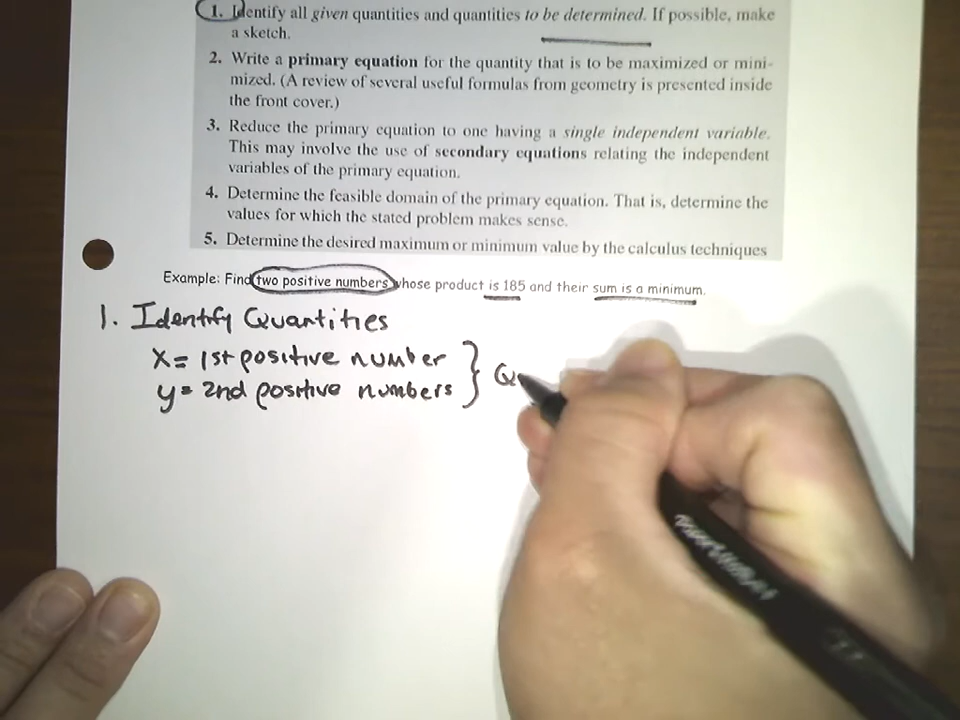 1. Identify all given quantities and quantities to be determined. If possible, make
a sketch.
2. Write a primary equation for the quantity that is to be maximized or mini-
mized. (A review of several useful formulas from geometry is presented inside
the front cover.)
3. Reduce the primary equation to one having a single independent variable.
This may involve the use of secondary equations relating the independent
variables of the primary equation.
4. Determine the feasible domain of the primary equation. That is, determine the
values for which the stated problem makes sense.
5. Determine the desired maximum or minimum value by the calculus techniques
Example: Find two positive numbers whose product is 185 and their sum is a minimum.
1. Identify Quantities
x = 1st positive number
y = 2nd positive numbers } Qu